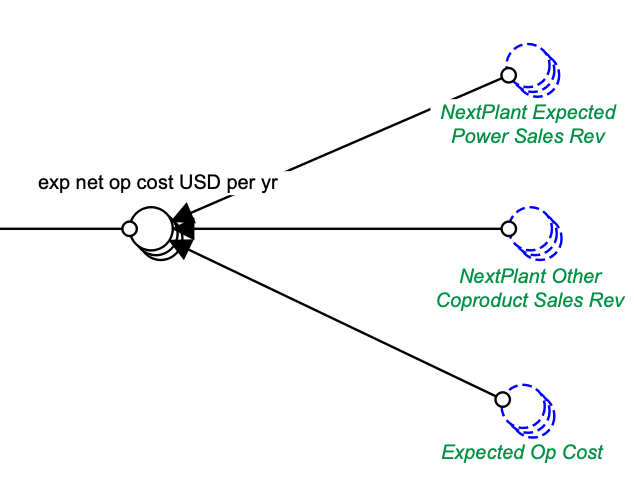 NextPlant Expected
Power Sales Rev
exp net op cost USD per yr
NextPlant Other
Coproduct Sales Rev
Expected Op Cost